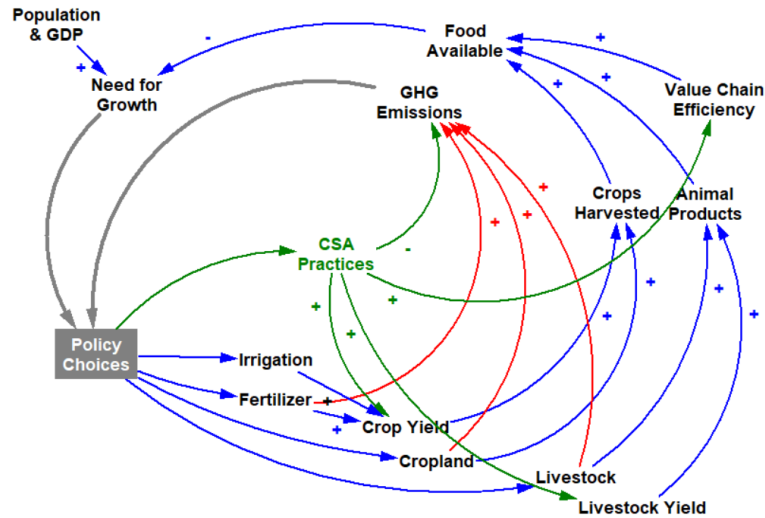 Population
& GDP
-
Food
Available
+
+
+
Need for
Growth
GHG
Emissions
+
Value Chain
Efficiency
Crops
Harvested
Animal
Products
+
+
+
CSA
Practices
-
+
+
+
+
+
+
+
Policy
Choices
Irrigation
Fertilizer
+
+
Crop Yield
Cropland
Livestock
Livestock Yield